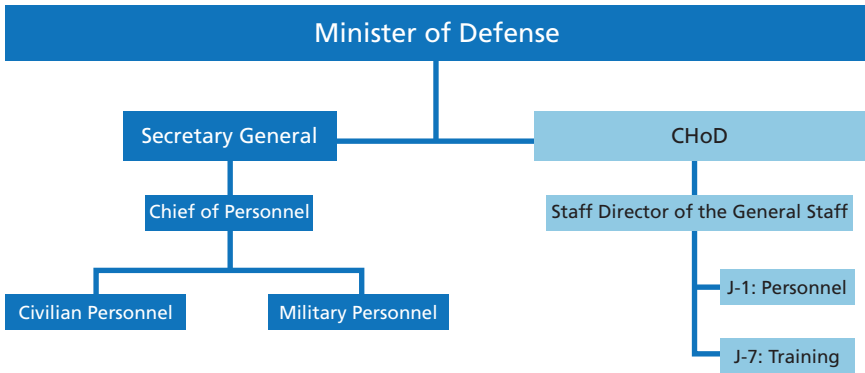 Minister of Defense
Secretary General
CHoD
Chief of Personnel
Staff Director of the General Staff
Civilian Personnel
Military Personnel
J-1: Personnel
J-7: Training